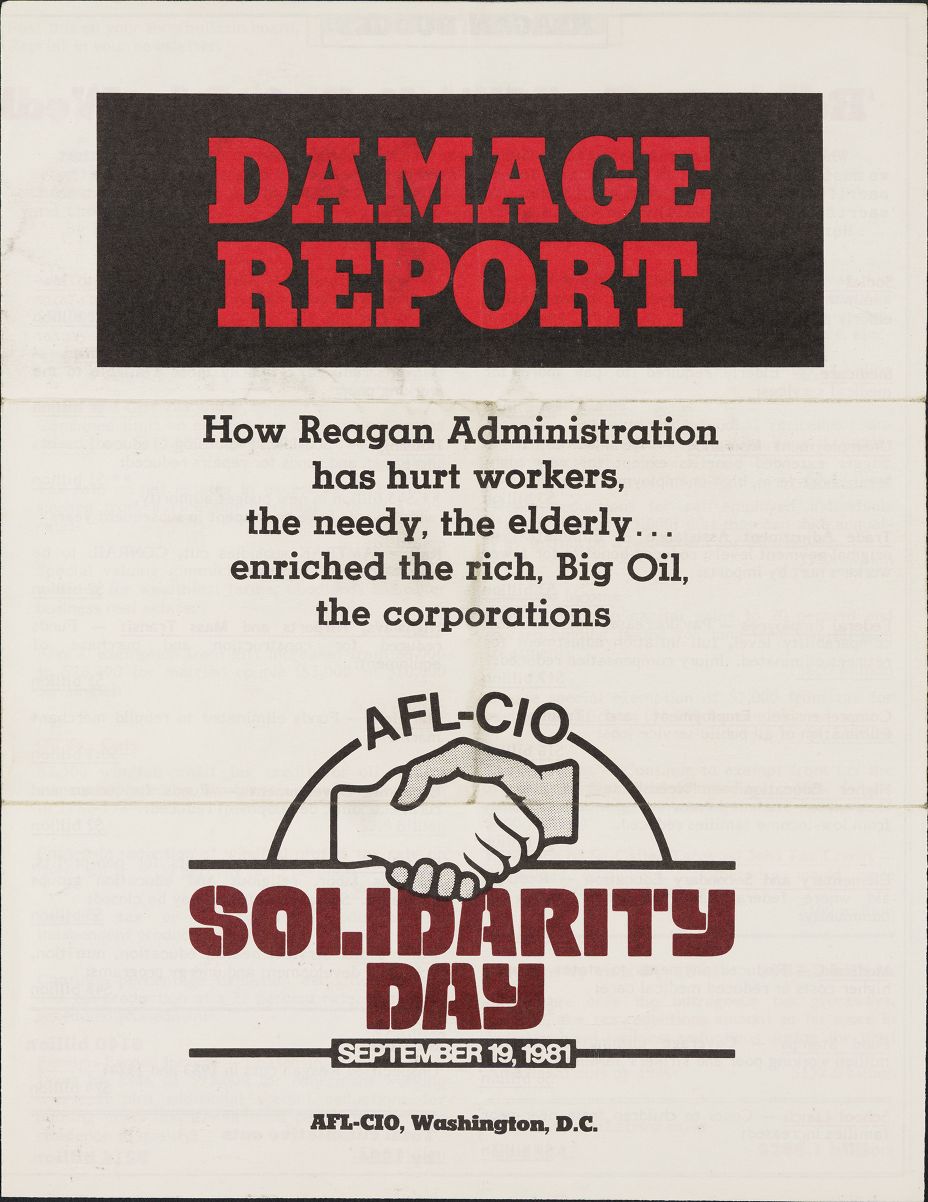 DAMAGE
REPORT
How Reagan Administration
has hurt workers,
the needy, the elderly...
enriched the rich, Big Oil,
the corporations
AFL-CIO
SOLIDARITY
DAY
SEPTEMBER 19, 1981
AFL-CIO, Washington, D.C.